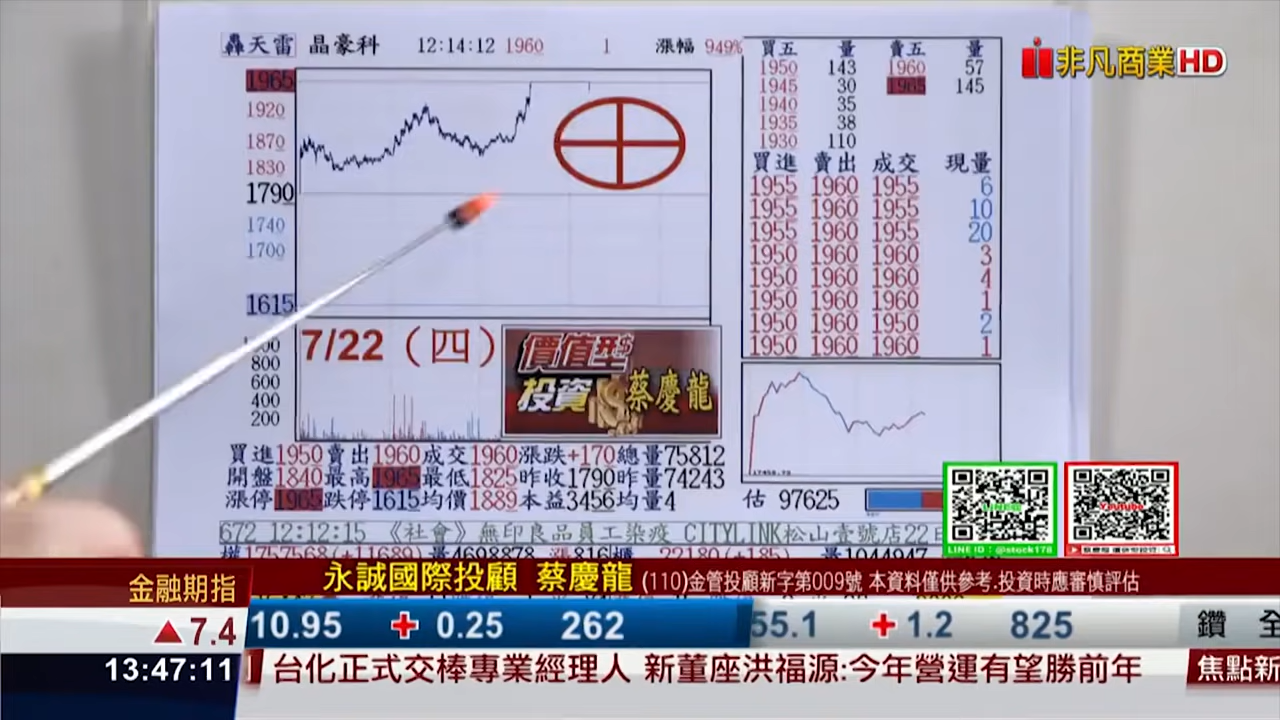 轟天雷 晶豪科 12:14:12 1960 1 漲幅 949%
買五 量 賣五 量
1950 143 1960 57
1945 30 1965 145
1940 35
1935 38
1930 110
非凡商業HD
1965
1920
1870
1830
1790
1740
1700
1615
買進 賣出 成交 現量
1955 1960 1955 6
1955 1960 1955 10
1955 1960 1955 20
1950 1960 1960 3
1950 1960 1960 4
1950 1960 1960 1
1950 1960 1950 2
1950 1960 1960 1
800
600
400
200
7/22 (四)
價值型$
投資 蔡慶龍
買進1950賣出1960成交1960漲跌+170總量75812
開盤1840最高1965最低1825昨收1790昨量74243
漲停1965跌停1615均價1889本益3456均量4
估 97625
672 12:12:15 《社會》無印良品員工染疫 CITYLINK松山壹號店22日
LINE ID : @stock178
Youtube
永誠國際投顧 蔡慶龍 (110)金管投顧新字第009號 本資料僅供參考.投資時應審慎評估
金融期指
▲7.4
10.95 + 0.25 262
55.1 + 1.2 825
鑽 全
13:47:11
台化正式交棒專業經理人 新董座洪福源:今年營運有望勝前年
焦點新